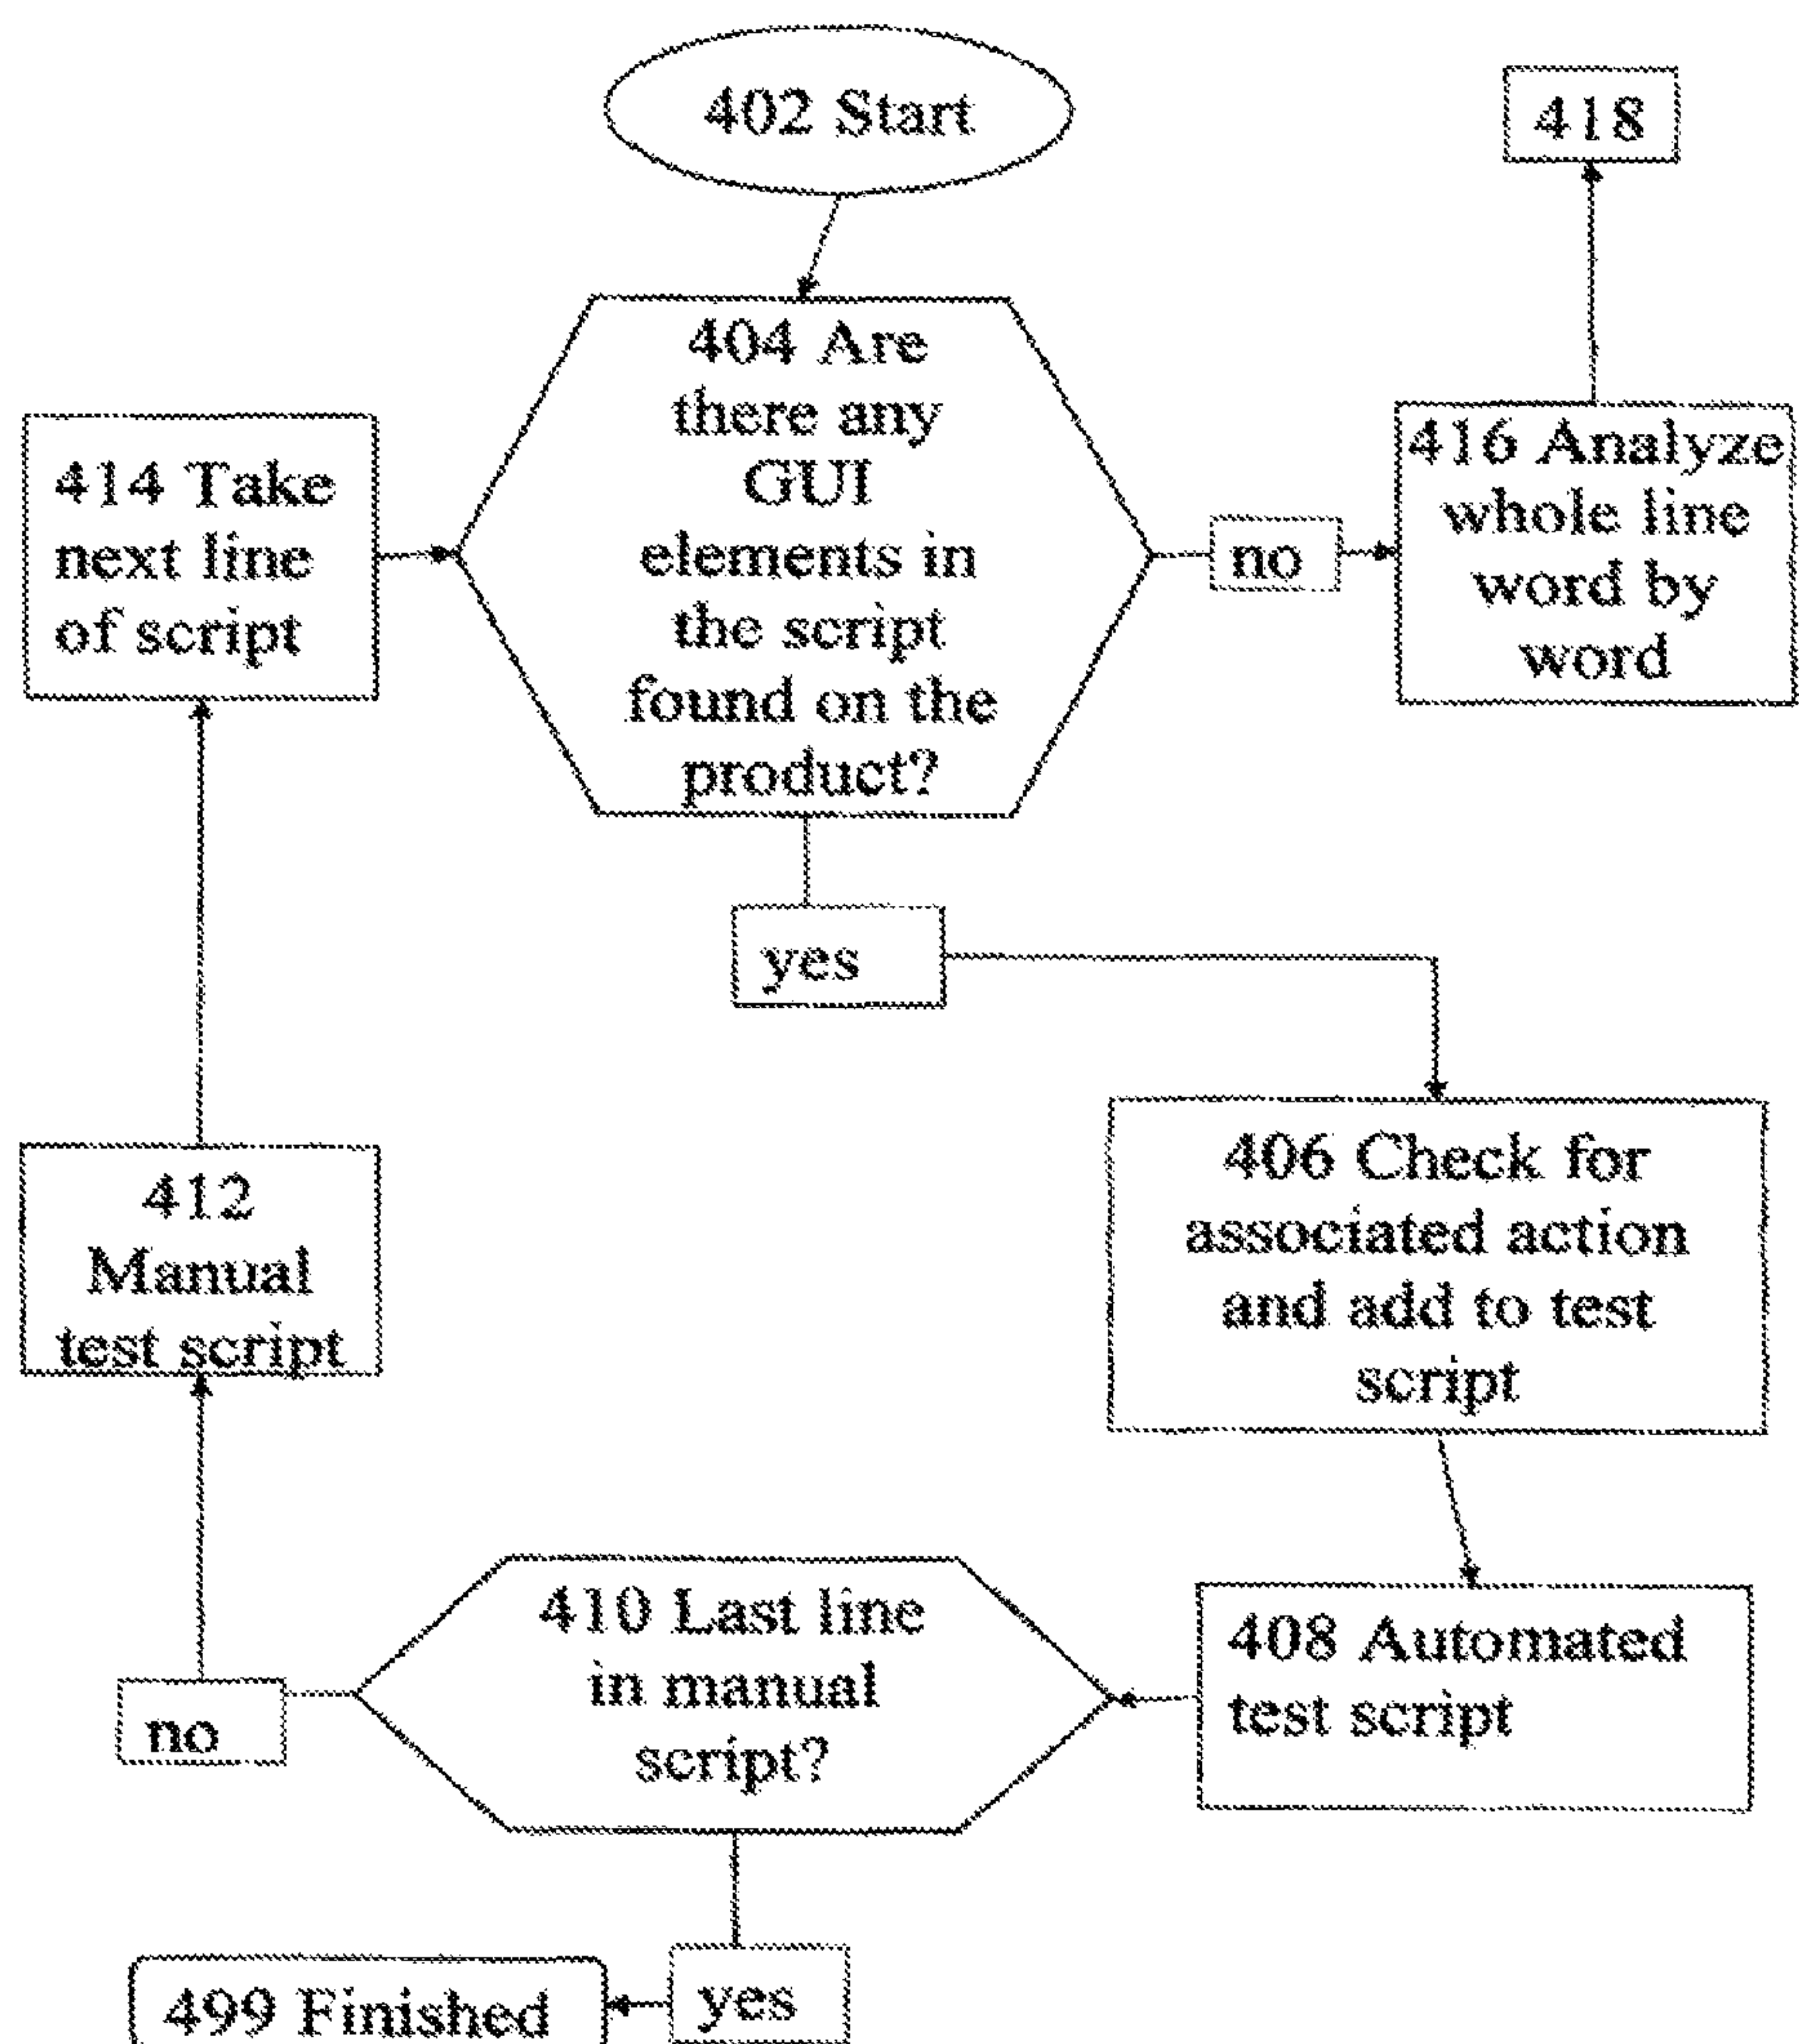 402 Start
418
404 Are
there any
GUI
elements in
the script
found on the
product?
414 Take
next line
of script
no
416 Analyze
whole line
word by
word
yes
406 Check for
associated action
and add to test
script
412
Manual
test script
408 Automated
test script
410 Last line
in manual
script?
no
yes
499 Finished